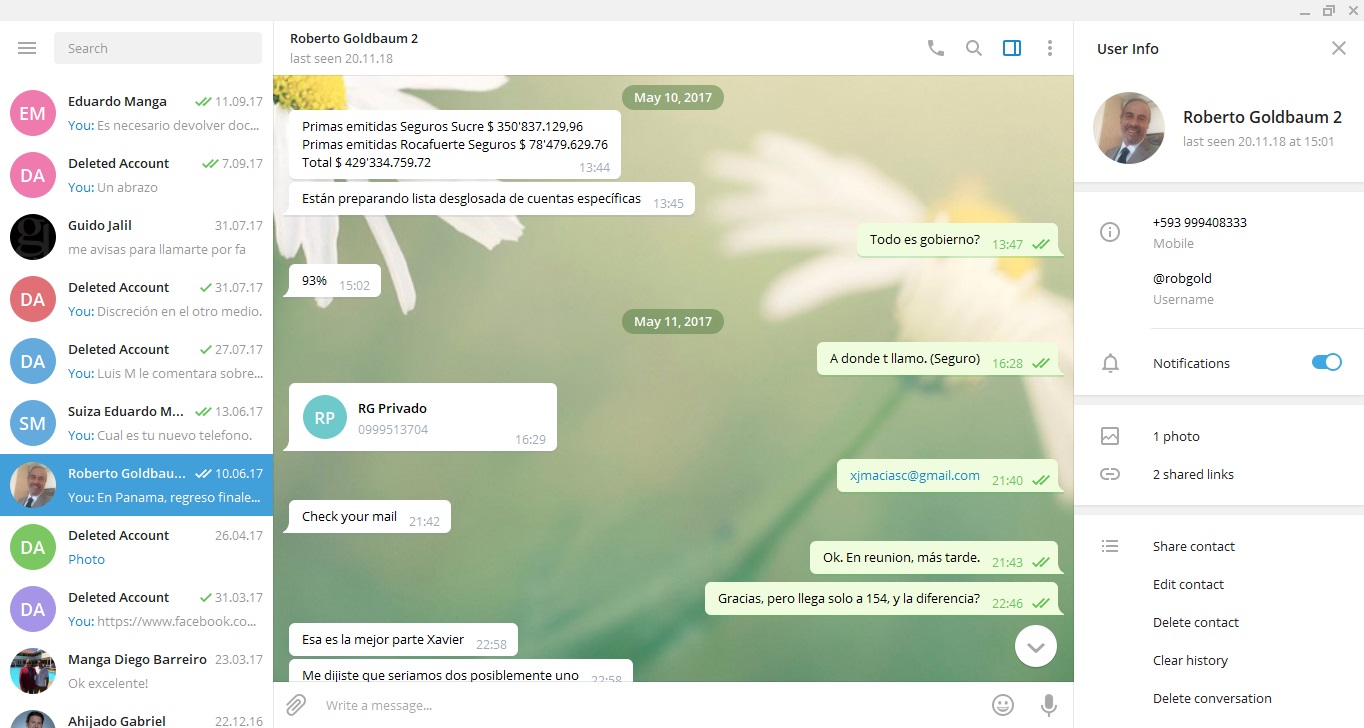 Search
Eduardo Manga 11.09.17
You: Es necesario devolver doc...
Deleted Account 7.09.17
You: Un abrazo
Guido Jalil 31.07.17
me avisas para llamarte por fa
Deleted Account 31.07.17
You: Discreción en el otro medio.
Deleted Account 27.07.17
You: Luis M le comentara sobre...
Suiza Eduardo M... 13.06.17
You: Cual es tu nuevo telefono.
Roberto Goldbau... 10.06.17
You: En Panama, regreso finale...
Deleted Account 26.04.17
Photo
Deleted Account 31.03.17
You: https://www.facebook.co...
Manga Diego Barreiro 23.03.17
Ok excelente!
Ahijado Gabriel 22.12.16
EM
DA
gj
DA
DA
SM
DA
DA
Roberto Goldbaum 2
last seen 20.11.18
May 10, 2017
Primas emitidas Seguros Sucre $ 350'837.129,96
Primas emitidas Rocafuerte Seguros $ 78'479.629.76
Total $ 429'334.759.72
13:44
Están preparando lista desglosada de cuentas específicas 13:45
Todo es gobierno? 13:47
93% 15:02
May 11, 2017
A donde t llamo. (Seguro) 16:28
RP
RG Privado
0999513704
16:29
xjmaciasc@gmail.com 21:40
Check your mail 21:42
Ok. En reunion, más tarde. 21:43
Gracias, pero llega solo a 154, y la diferencia? 22:46
Esa es la mejor parte Xavier 22:58
Me dijiste que seriamos dos posiblemente uno 22:58
Write a message...
User Info
Roberto Goldbaum 2
last seen 20.11.18 at 15:01
+593 999408333
Mobile
@robgold
Username
Notifications
1 photo
2 shared links
Share contact
Edit contact
Delete contact
Clear history
Delete conversation